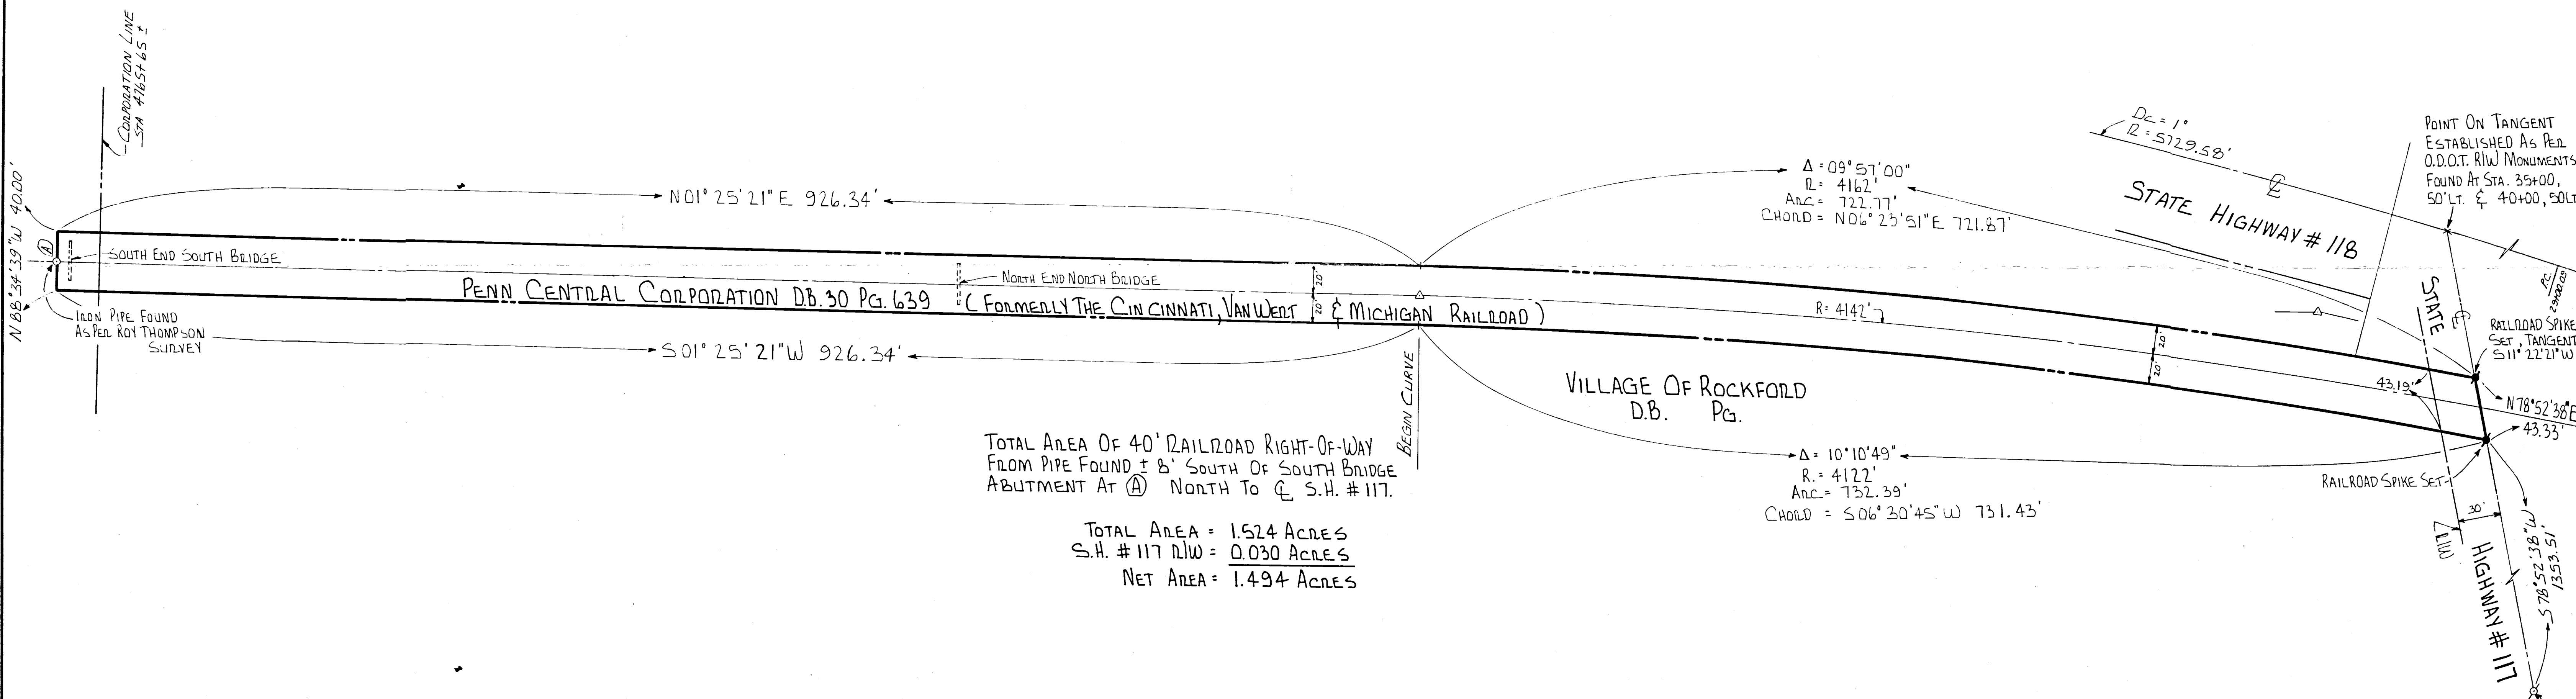 CORPORATION LINE
STA 4765+65 ±
N 88° 34' 39" W 40.00'
A
SOUTH END SOUTH BRIDGE
IRON PIPE FOUND
AS PER ROY THOMPSON
SURVEY
N 01° 25' 21" E 926.34'
S 01° 25' 21" W 926.34'
PENN CENTRAL CORPORATION D.B. 30 PG. 639 (FORMERLY THE CINCINNATI, VAN WERT & MICHIGAN RAILROAD)
NORTH END NORTH BRIDGE
20'
20'
BEGIN CURVE
TOTAL AREA OF 40' RAILROAD RIGHT-OF-WAY
FROM PIPE FOUND ± 8' SOUTH OF SOUTH BRIDGE
ABUTMENT AT A NORTH TO ℄ S.H. #117.
TOTAL AREA = 1.524 ACRES
S.H. #117 R/W = 0.030 ACRES
NET AREA = 1.494 ACRES
Δ = 09° 57' 00"
R = 4162'
ARC = 722.77'
CHORD = N 06° 23' 51" E 721.87'
R = 4142'
VILLAGE OF ROCKFORD
D.B. PG.
Δ = 10° 10' 49"
R. = 4122'
ARC = 732.39'
CHORD = S 06° 30' 45" W 731.43'
20'
20'
DC = 1°
R = 5729.58'
℄
STATE HIGHWAY # 118
POINT ON TANGENT
ESTABLISHED AS PER
O.D.O.T. R/W MONUMENTS
FOUND AT STA. 35+00,
50' LT. & 40+00, 50 LT
P.C.
29+00.69
STATE
℄
RAILROAD SPIKE
SET, TANGENT
S 11° 22' 21" W
43.19'
N 78° 52' 38" E
43.33'
RAILROAD SPIKE SET
30'
R/W
HIGHWAY # 117
S 78° 52' 38" W
1353.51'